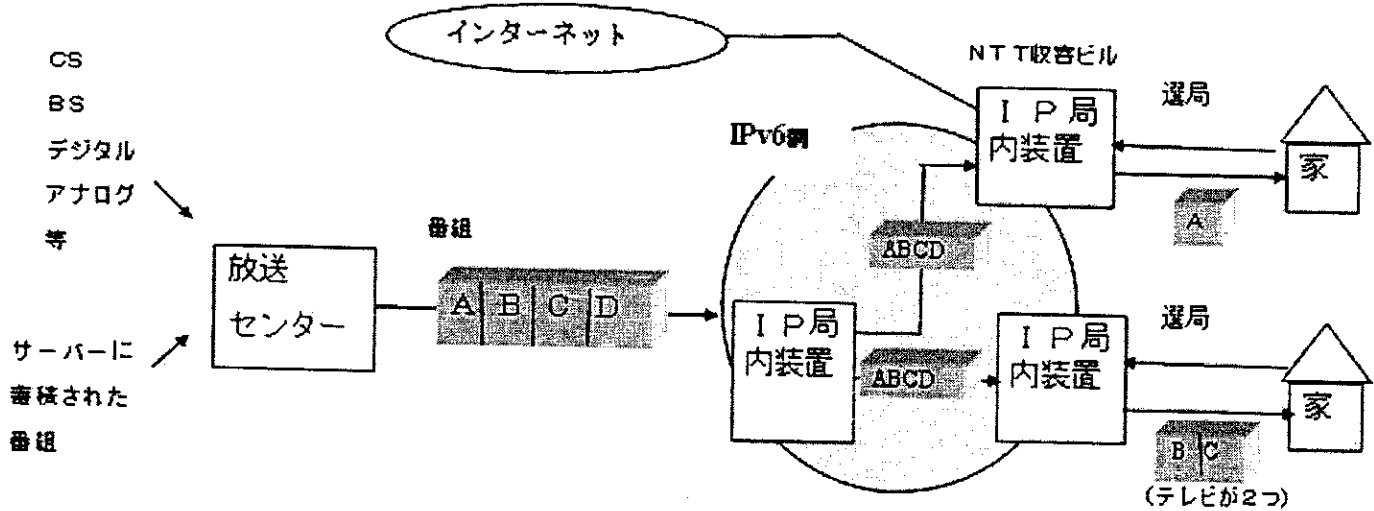 インターネット
CS
BS
デジタル
アナログ
等
NTT収容ビル
IP局
内装置
選局
家
A
IPv6網
番組
ABCD
放送
センター
A B C D
IP局
内装置
ABCD
IP局
内装置
選局
家
B C
(テレビが2つ)
サーバーに
蓄積された
番組